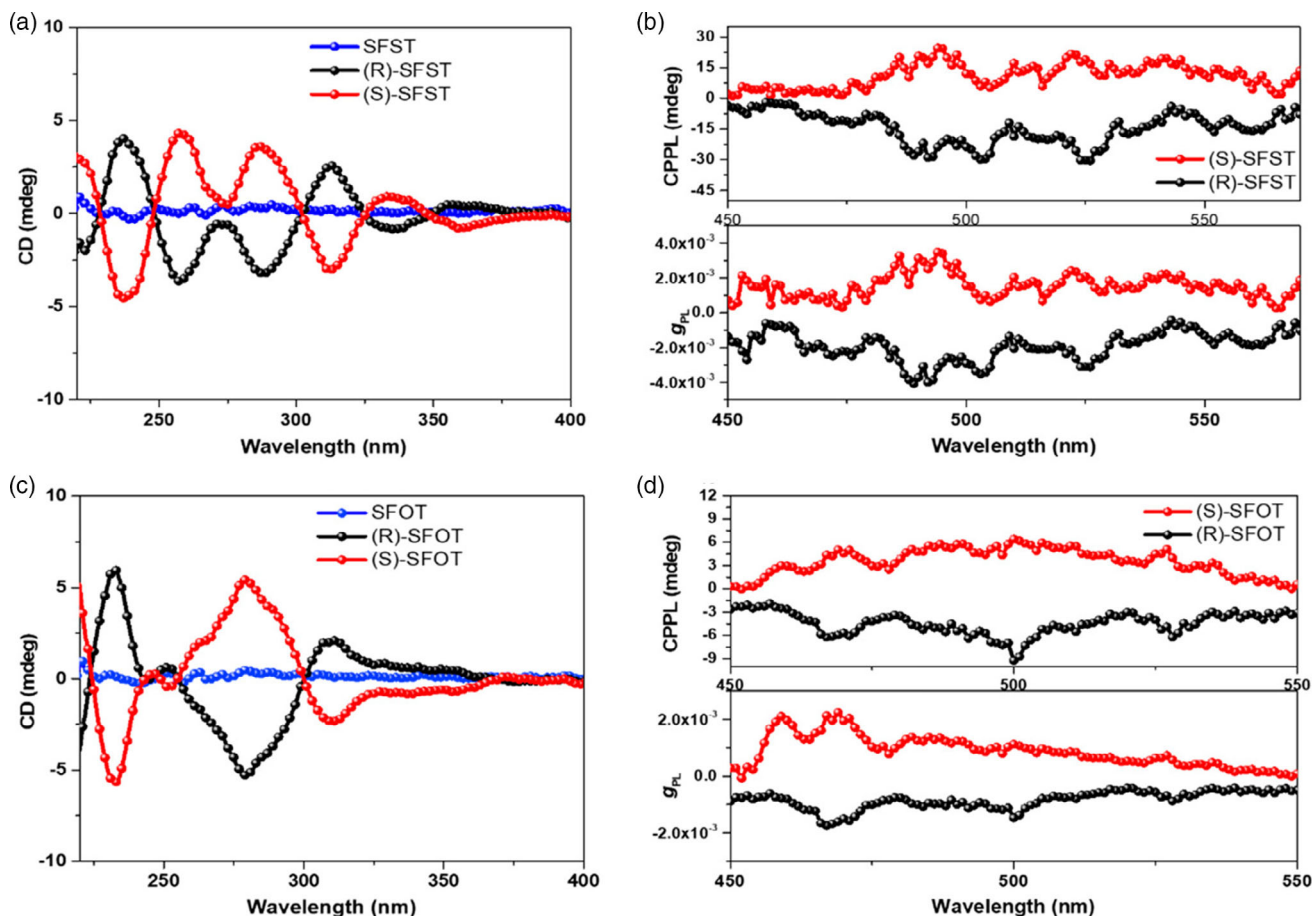 (a)
10
5
0
-5
-10
CD (mdeg)
SFST
(R)-SFST
(S)-SFST
250
300
350
400
Wavelength (nm)
(b)
30
15
0
-15
-30
-45
CPPL (mdeg)
(S)-SFST
(R)-SFST
450
500
550
4.0x10⁻³
2.0x10⁻³
0.0
-2.0x10⁻³
-4.0x10⁻³
gPL
450
500
550
Wavelength (nm)
(c)
10
5
0
-5
-10
CD (mdeg)
SFOT
(R)-SFOT
(S)-SFOT
250
300
350
400
Wavelength (nm)
(d)
12
9
6
3
0
-3
-6
-9
CPPL (mdeg)
(S)-SFOT
(R)-SFOT
450
500
550
2.0x10⁻³
0.0
-2.0x10⁻³
gPL
450
500
550
Wavelength (nm)